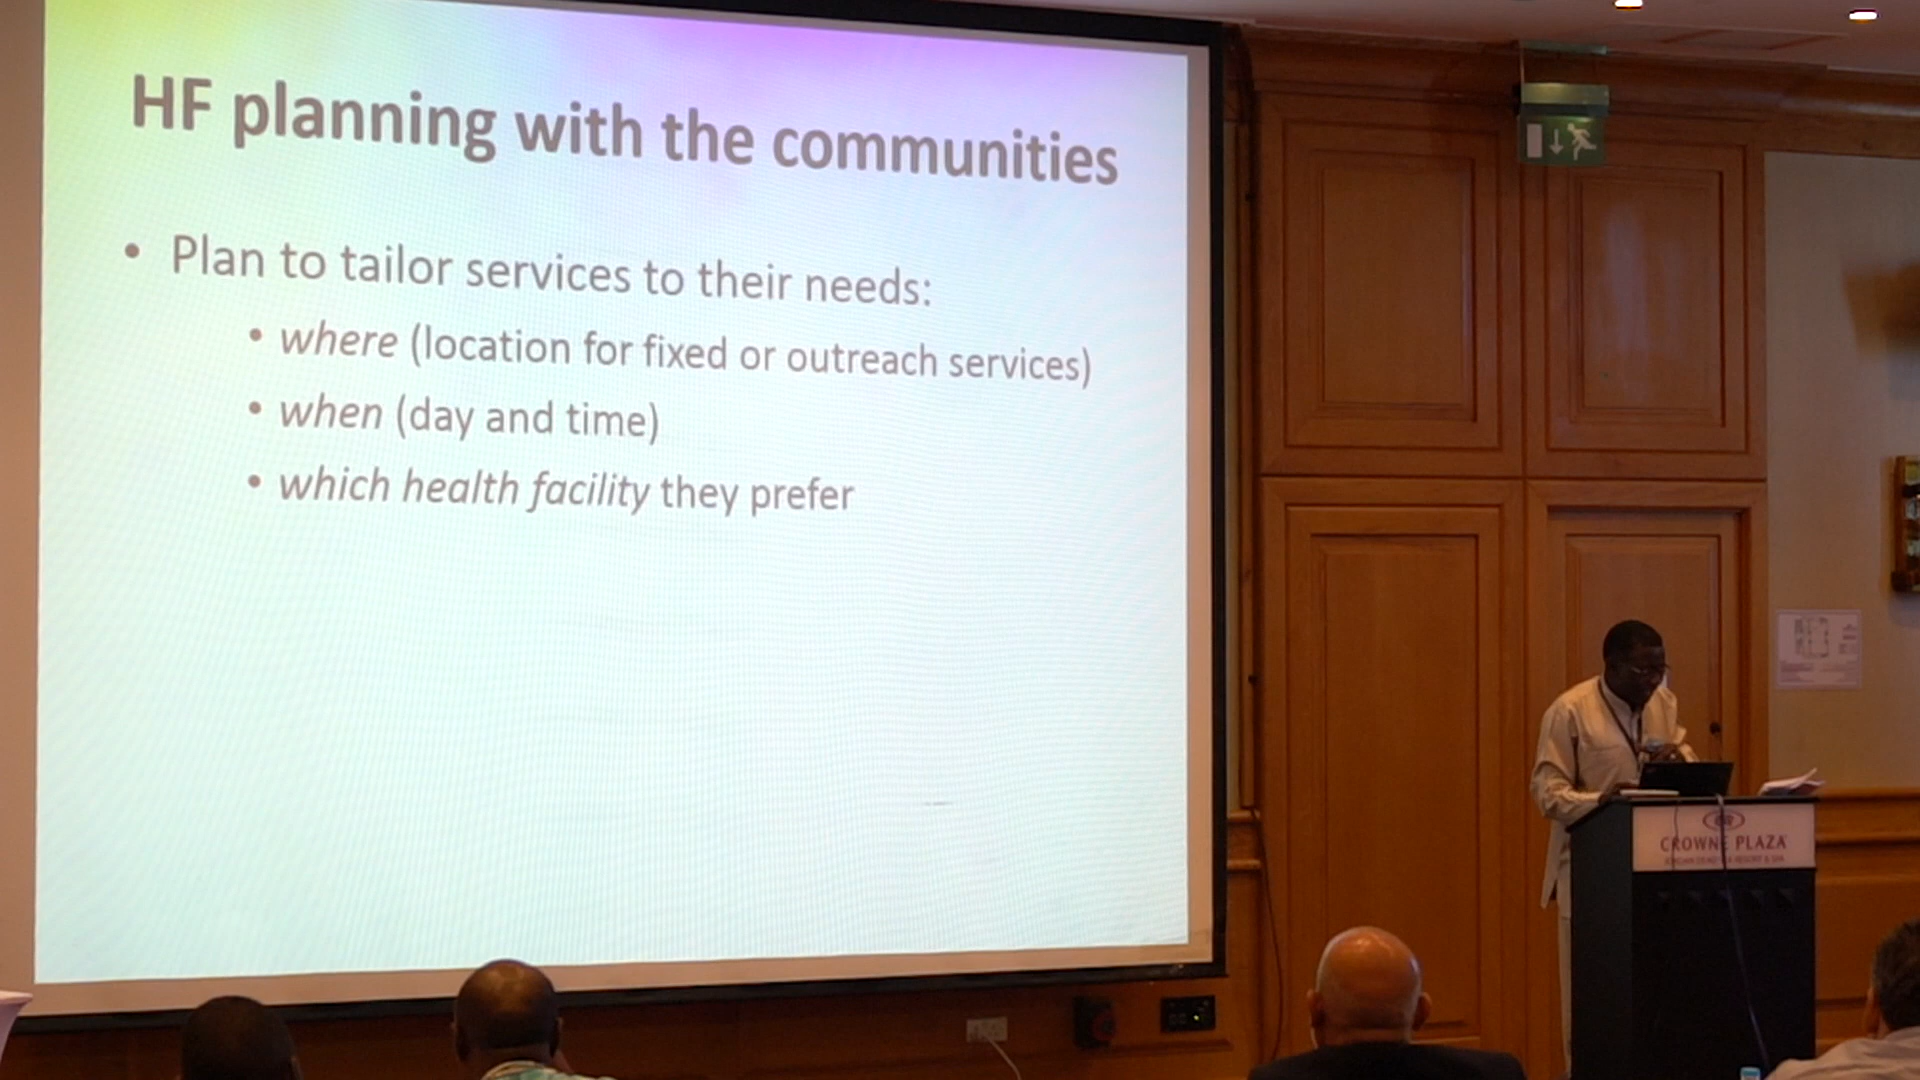 HF planning with the communities
• Plan to tailor services to their needs:
• where (location for fixed or outreach services)
• when (day and time)
• which health facility they prefer
CROWNE PLAZA